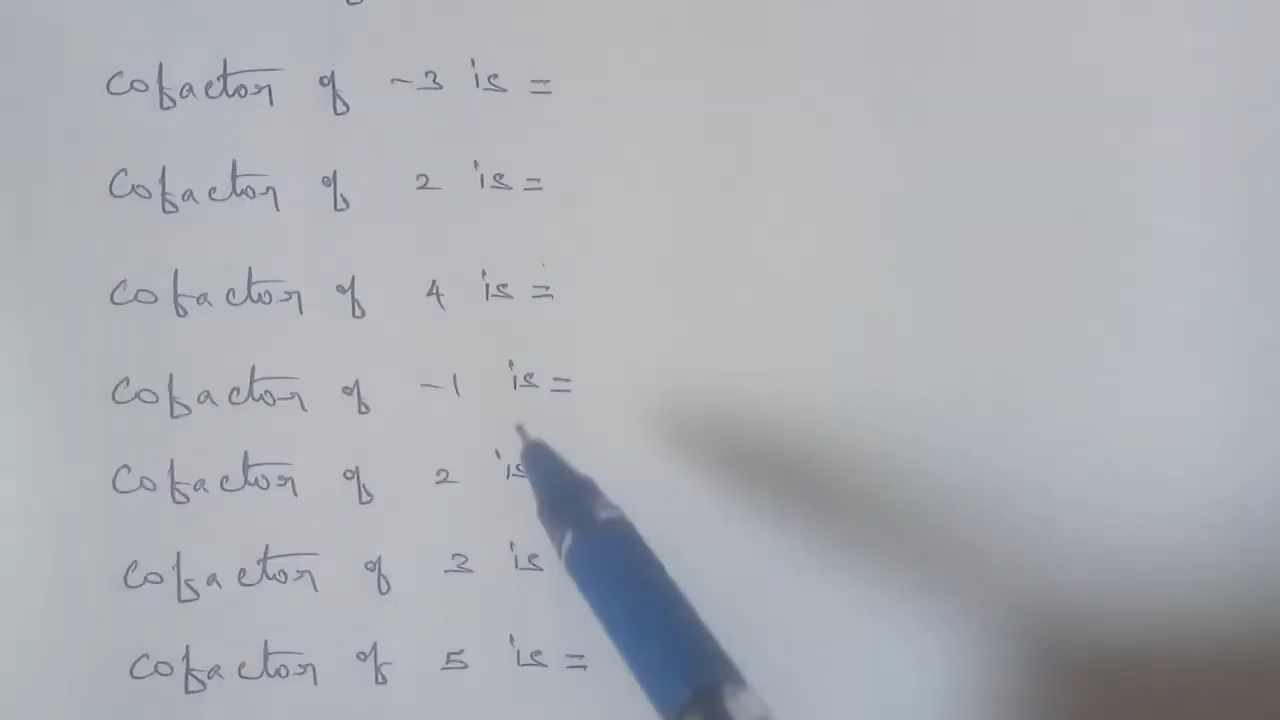 Cofactor of -3 is =
Cofactor of 2 is =
Cofactor of 4 is =
Cofactor of -1 is =
Cofactor of 2 is
Cofactor of 3 is
Cofactor of 5 is =